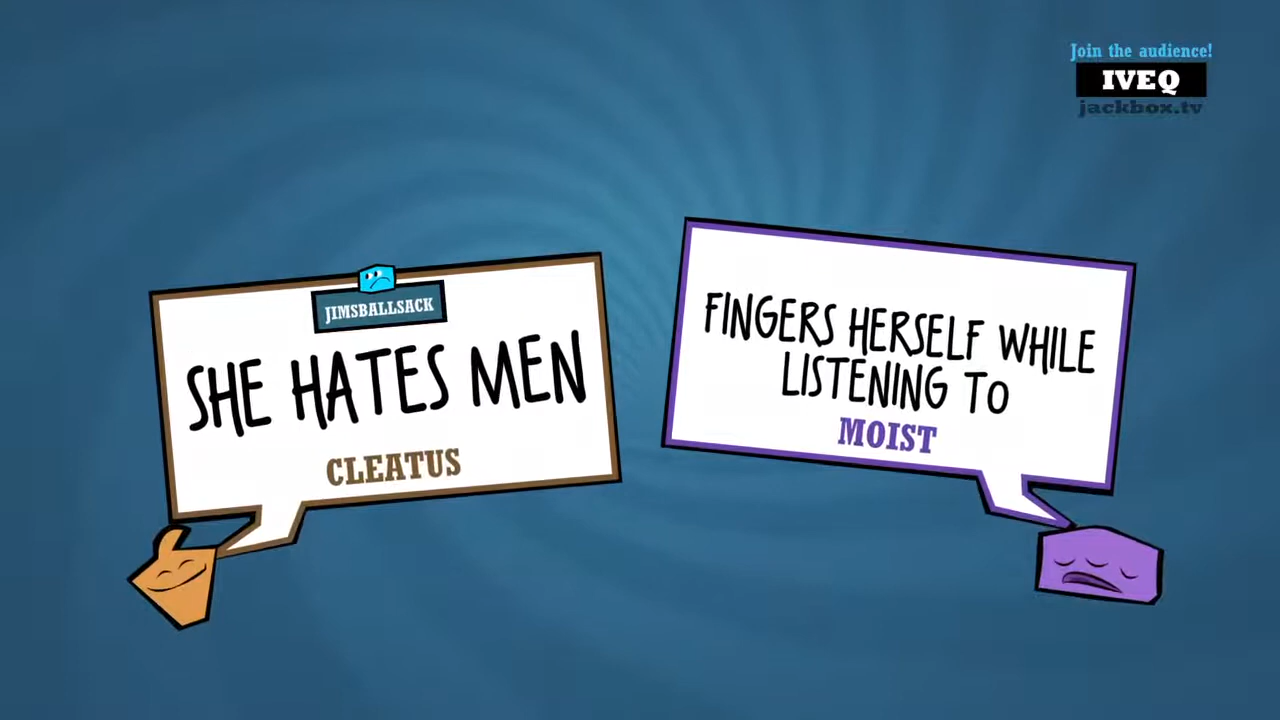 Join the audience!
IVEQ
jackbox.tv
JIMSBALLSACK
SHE HATES MEN
CLEATUS
FINGERS HERSELF WHILE
LISTENING TO
MOIST